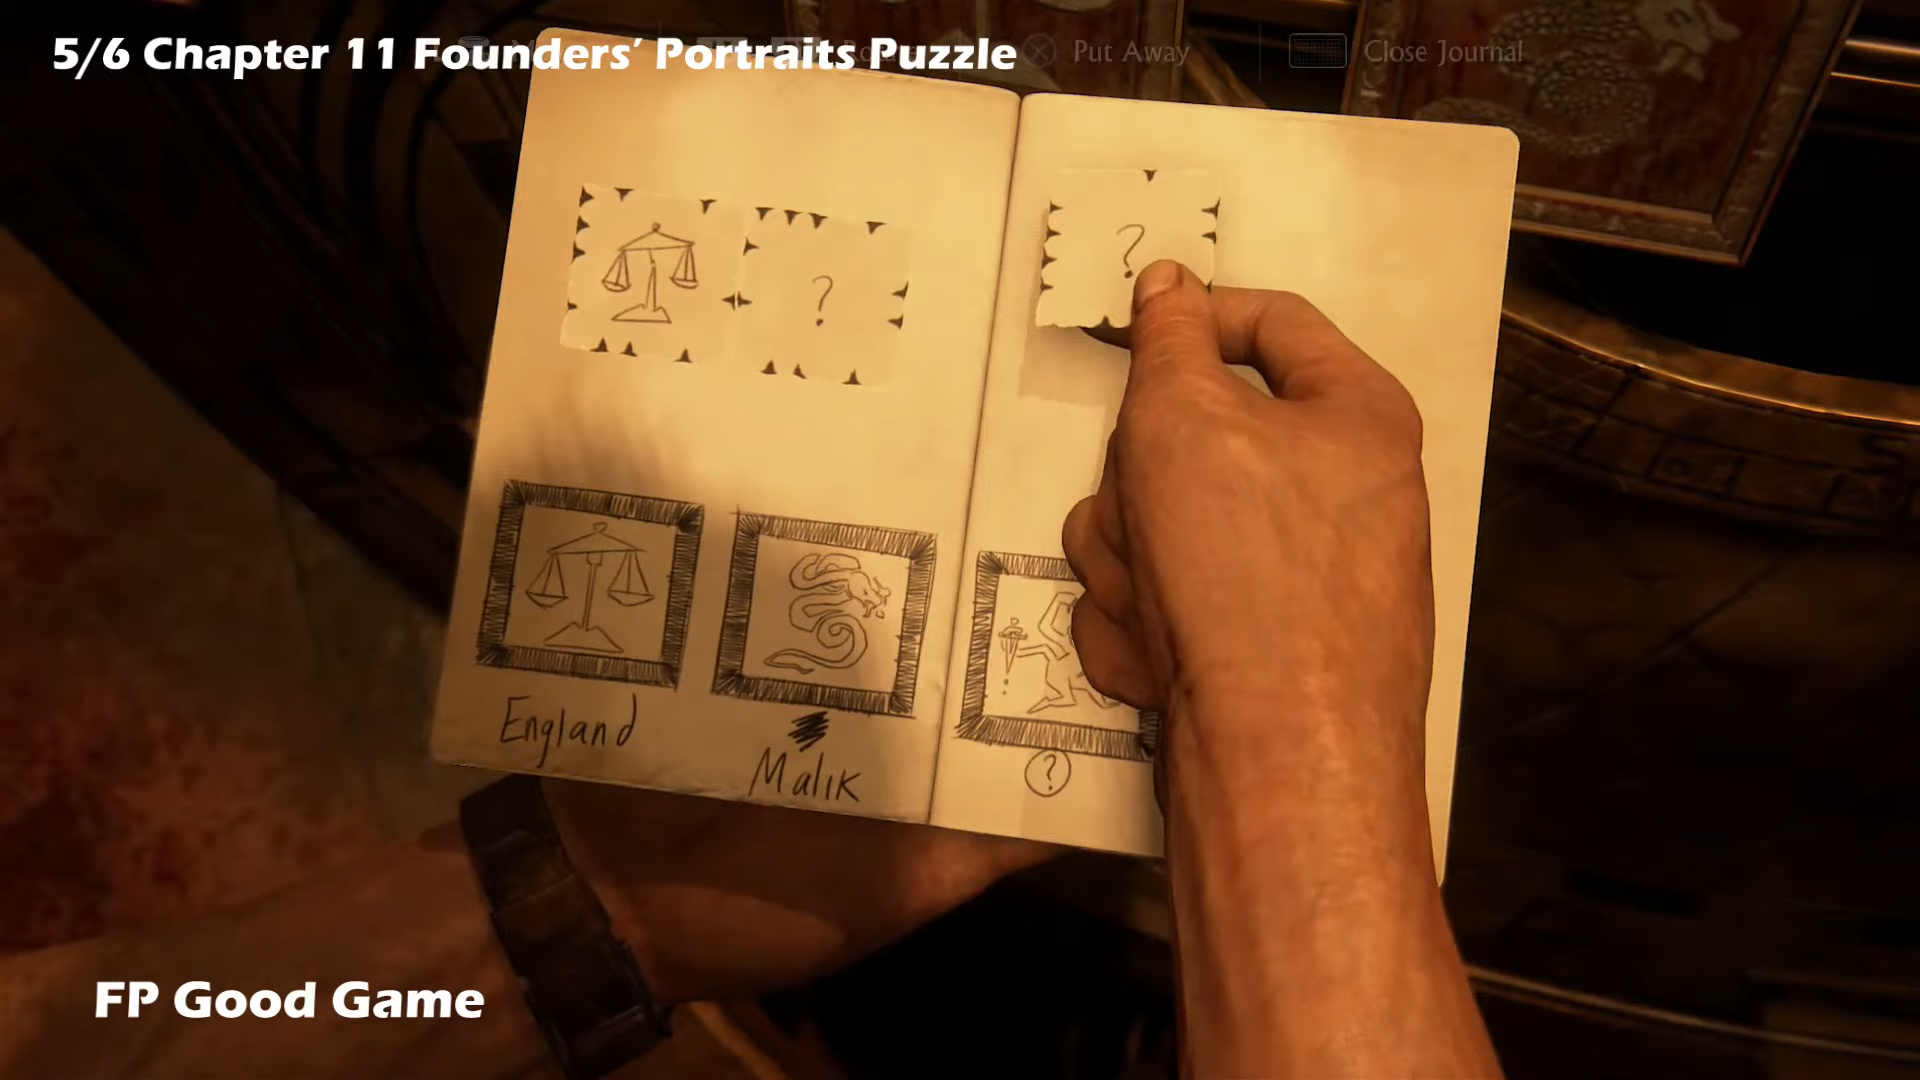 5/6 Chapter 11 Founders' Portraits Puzzle
Put Away
Close Journal
?
?
England
Malik
?
FP Good Game